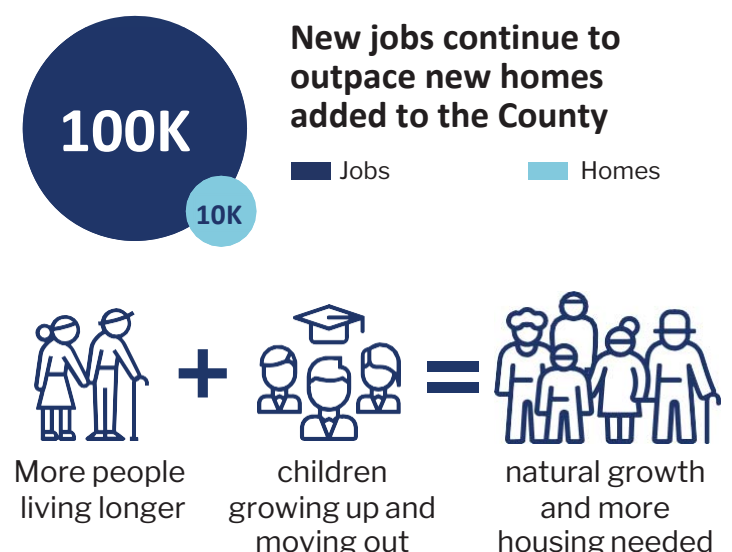 New jobs continue to
outpace new homes
added to the County
100K
10K
Jobs
Homes
More people
living longer
children
growing up and
moving out
natural growth
and more
housing needed